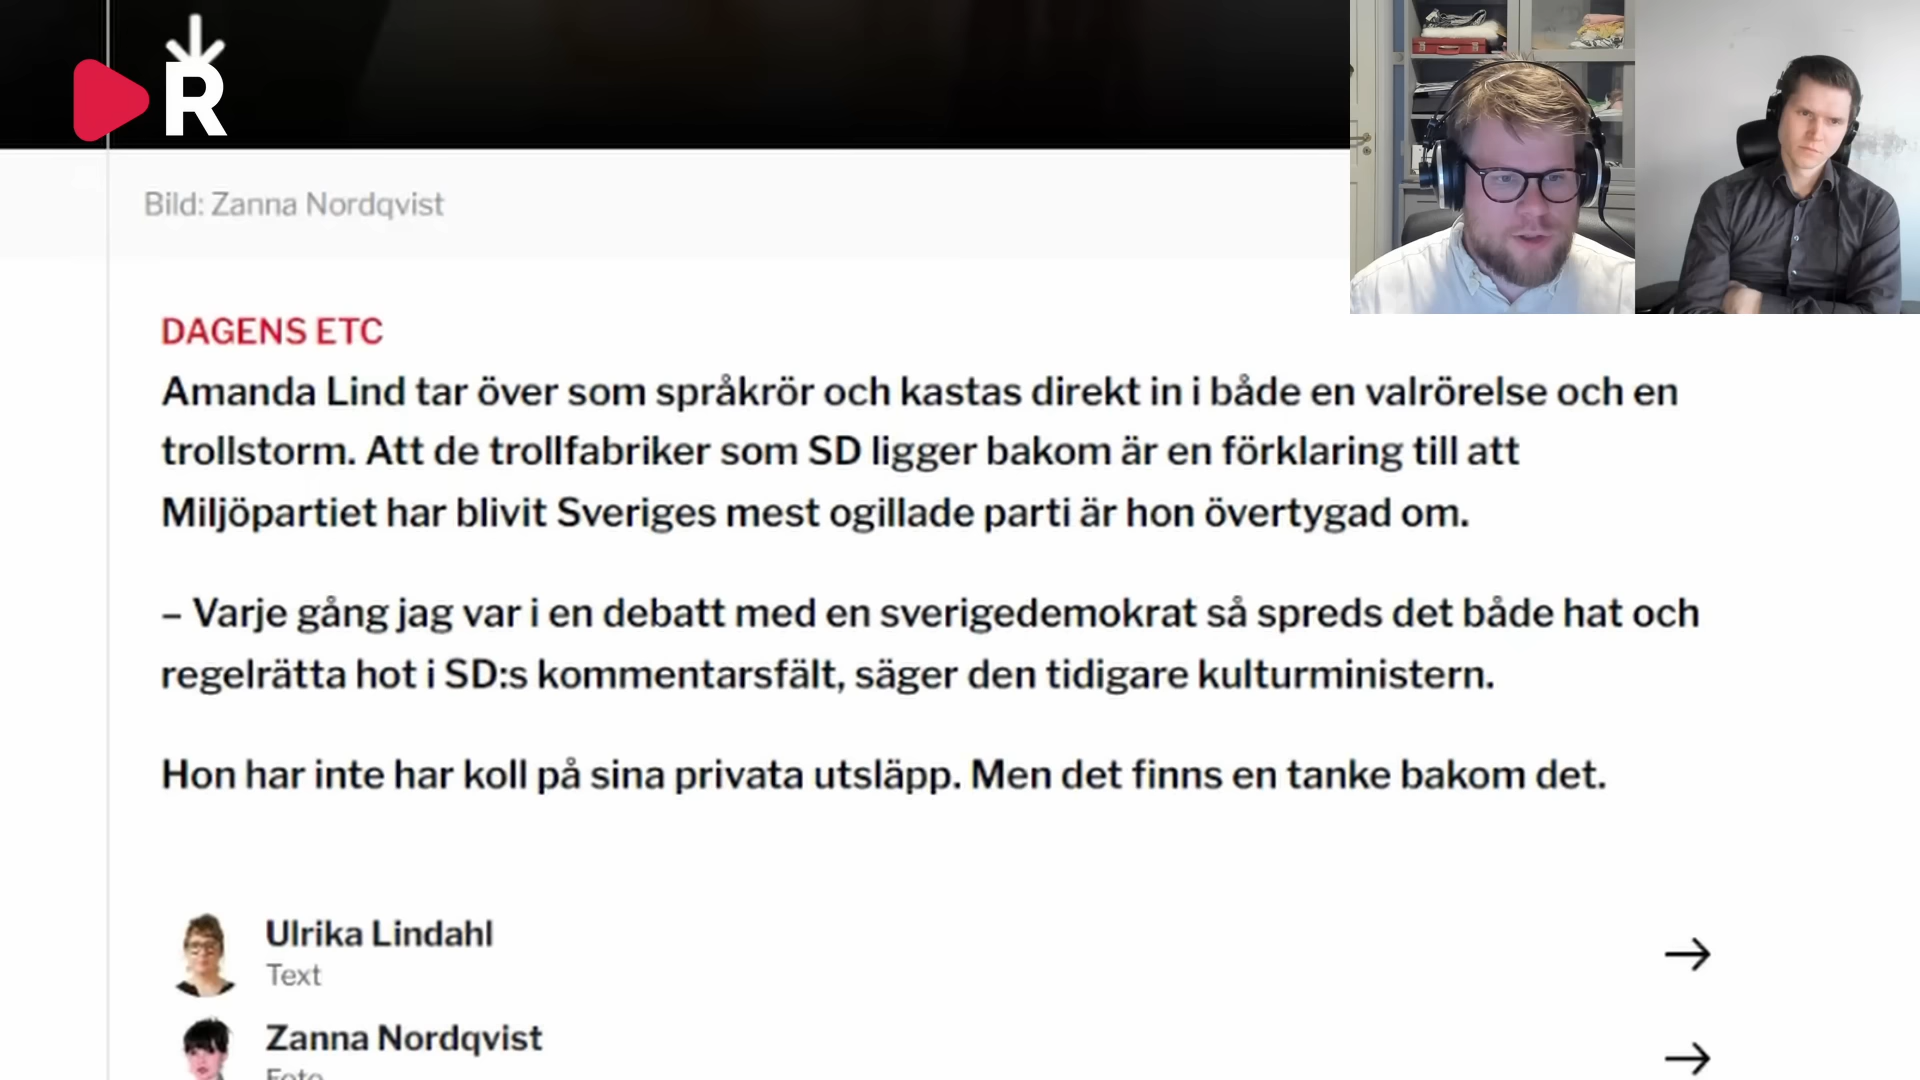 R
Bild: Zanna Nordqvist
DAGENS ETC
Amanda Lind tar över som språkrör och kastas direkt in i både en valrörelse och en
trollstorm. Att de trollfabriker som SD ligger bakom är en förklaring till att
Miljöpartiet har blivit Sveriges mest ogillade parti är hon övertygad om.
– Varje gång jag var i en debatt med en sverigedemokrat så spreds det både hat och
regelrätta hot i SD:s kommentarsfält, säger den tidigare kulturministern.
Hon har inte har koll på sina privata utsläpp. Men det finns en tanke bakom det.
Ulrika Lindahl
Text
Zanna Nordqvist
Foto